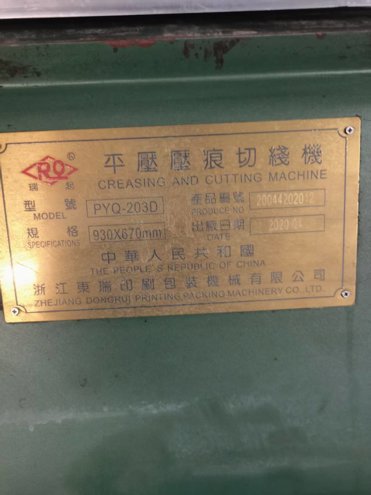 RQ®
瑞起
平壓壓痕切綫機
CREASING AND CUTTING MACHINE
型號 MODEL PYQ-203D
產品編號 PRODUCE NO 20044202012
規格 SPECIFICATIONS 930X670mm
出廠日期 DATE
中華人民共和國
THE PEOPLE'S REPUBLIC OF CHINA
浙江東瑞印刷包裝機械有限公司
ZHEJIANG DONGRUI PRINTING PACKING MACHINERY CO.,LTD.